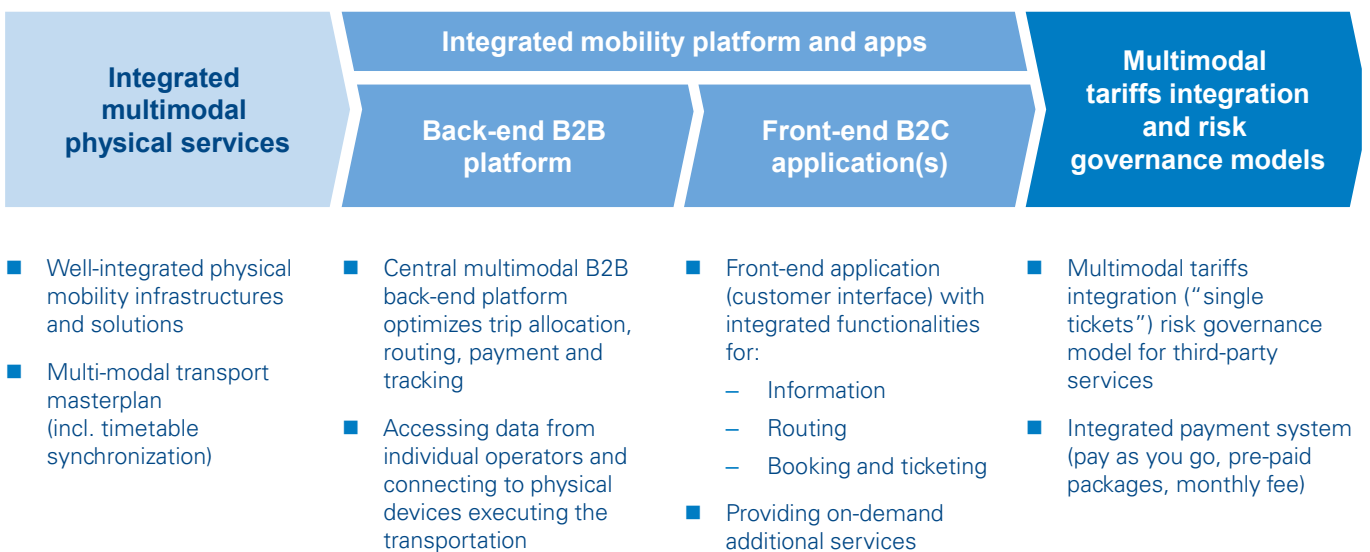 Integrated
multimodal
physical services
Integrated mobility platform and apps
Back-end B2B
platform
Front-end B2C
application(s)
Multimodal
tariffs integration
and risk
governance models
■ Well-integrated physical
mobility infrastructures
and solutions
■ Multi-modal transport
masterplan
(incl. timetable
synchronization)
■ Central multimodal B2B
back-end platform
optimizes trip allocation,
routing, payment and
tracking
■ Accessing data from
individual operators and
connecting to physical
devices executing the
transportation
■ Front-end application
(customer interface) with
integrated functionalities
for:
– Information
– Routing
– Booking and ticketing
■ Providing on-demand
additional services
■ Multimodal tariffs
integration (“single
tickets”) risk governance
model for third-party
services
■ Integrated payment system
(pay as you go, pre-paid
packages, monthly fee)